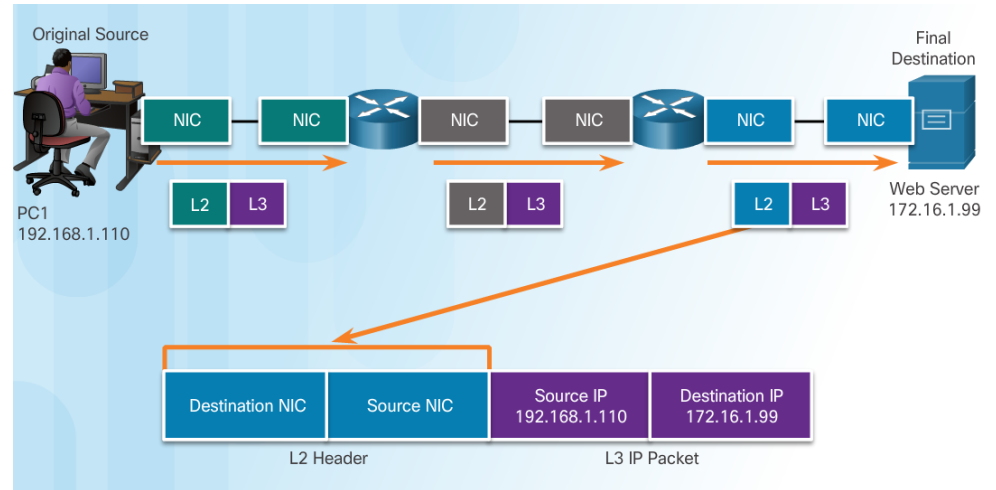 Original Source
Final
Destination
NIC
NIC
NIC
NIC
NIC
NIC
L2
L3
L2
L3
L2
L3
PC1
192.168.1.110
Web Server
172.16.1.99
Destination NIC
Source NIC
Source IP
192.168.1.110
Destination IP
172.16.1.99
L2 Header
L3 IP Packet